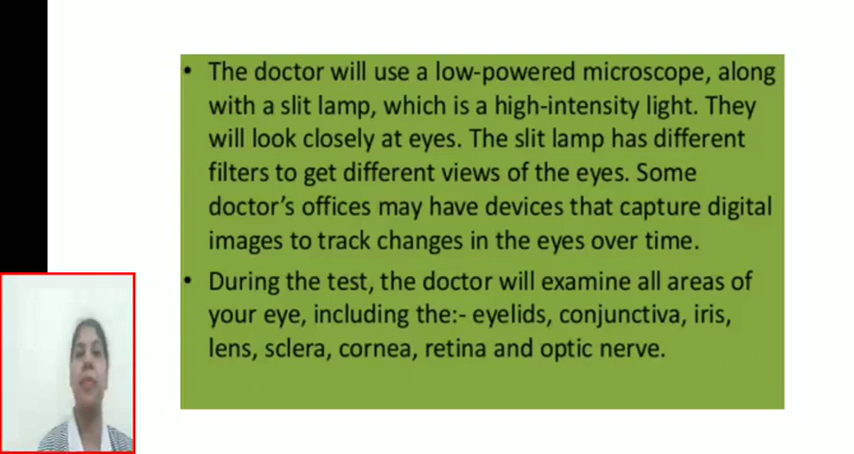 • The doctor will use a low-powered microscope, along
with a slit lamp, which is a high-intensity light. They
will look closely at eyes. The slit lamp has different
filters to get different views of the eyes. Some
doctor's offices may have devices that capture digital
images to track changes in the eyes over time.
• During the test, the doctor will examine all areas of
your eye, including the:- eyelids, conjunctiva, iris,
lens, sclera, cornea, retina and optic nerve.